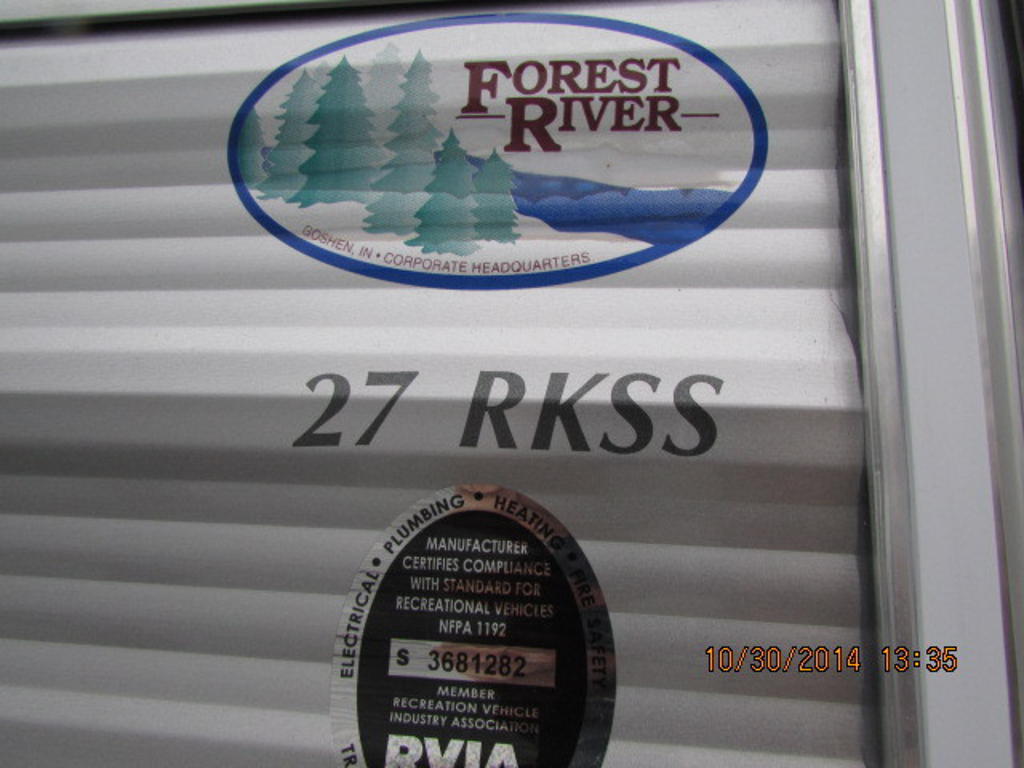 FOREST
RIVER
GOSHEN, IN • CORPORATE HEADQUARTERS
27 RKSS
ELECTRICAL • PLUMBING • HEATING • FIRE SAFETY
MANUFACTURER
CERTIFIES COMPLIANCE
WITH STANDARD FOR
RECREATIONAL VEHICLES
NFPA 1192
S 3681282
MEMBER
RECREATION VEHICLE
INDUSTRY ASSOCIATION
RVIA
10/30/2014 13:35